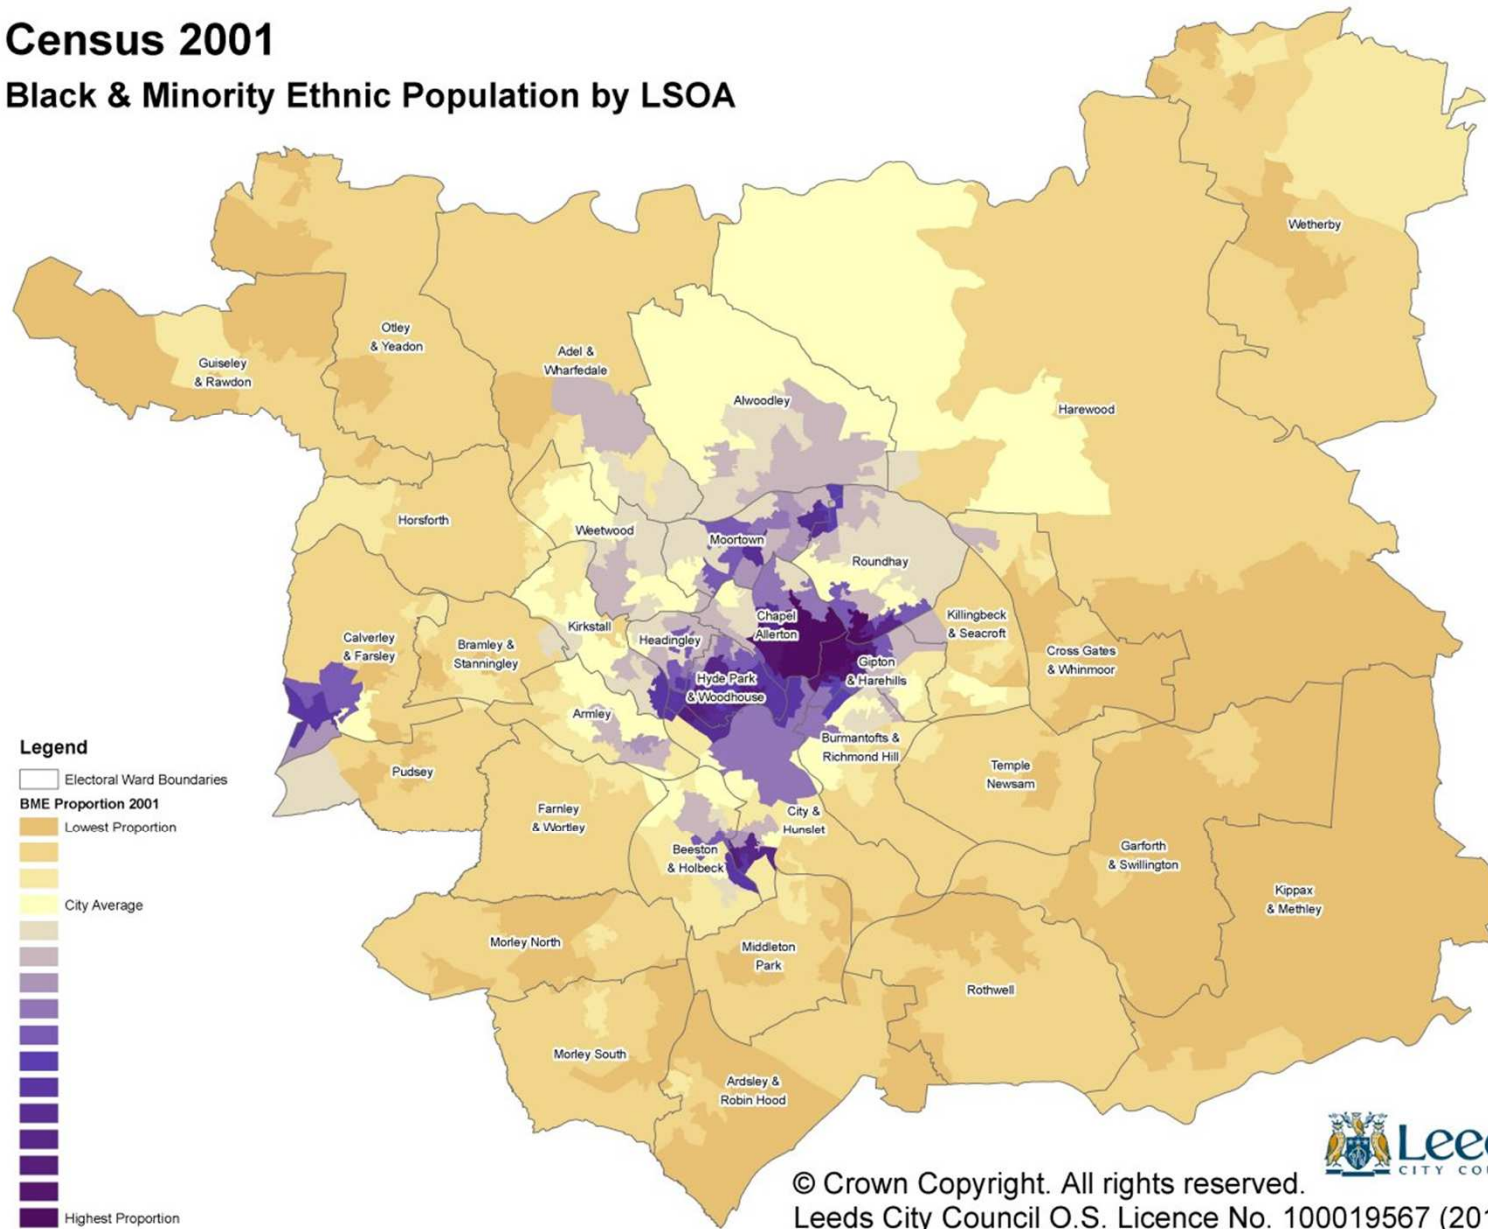 Census 2001
Black & Minority Ethnic Population by LSOA
Wetherby
Otley
& Yeadon
Guiseley
& Rawdon
Adel &
Wharfedale
Alwoodley
Harewood
Horsforth
Weetwood
Moortown
Roundhay
Calverley
& Farsley
Bramley &
Stanningley
Kirkstall
Headingley
Chapel
Allerton
Killingbeck
& Seacroft
Cross Gates
& Whinmoor
Gipton
& Harehills
Hyde Park
& Woodhouse
Armley
Burmantofts &
Richmond Hill
Pudsey
Temple
Newsam
Farnley
& Wortley
City &
Hunslet
Beeston
& Holbeck
Garforth
& Swillington
Kippax
& Methley
Morley North
Middleton
Park
Rothwell
Morley South
Ardsley &
Robin Hood
Legend
Electoral Ward Boundaries
BME Proportion 2001
Lowest Proportion
City Average
Highest Proportion
Lee
CITY COU
© Crown Copyright. All rights reserved.
Leeds City Council O.S. Licence No. 100019567 (201